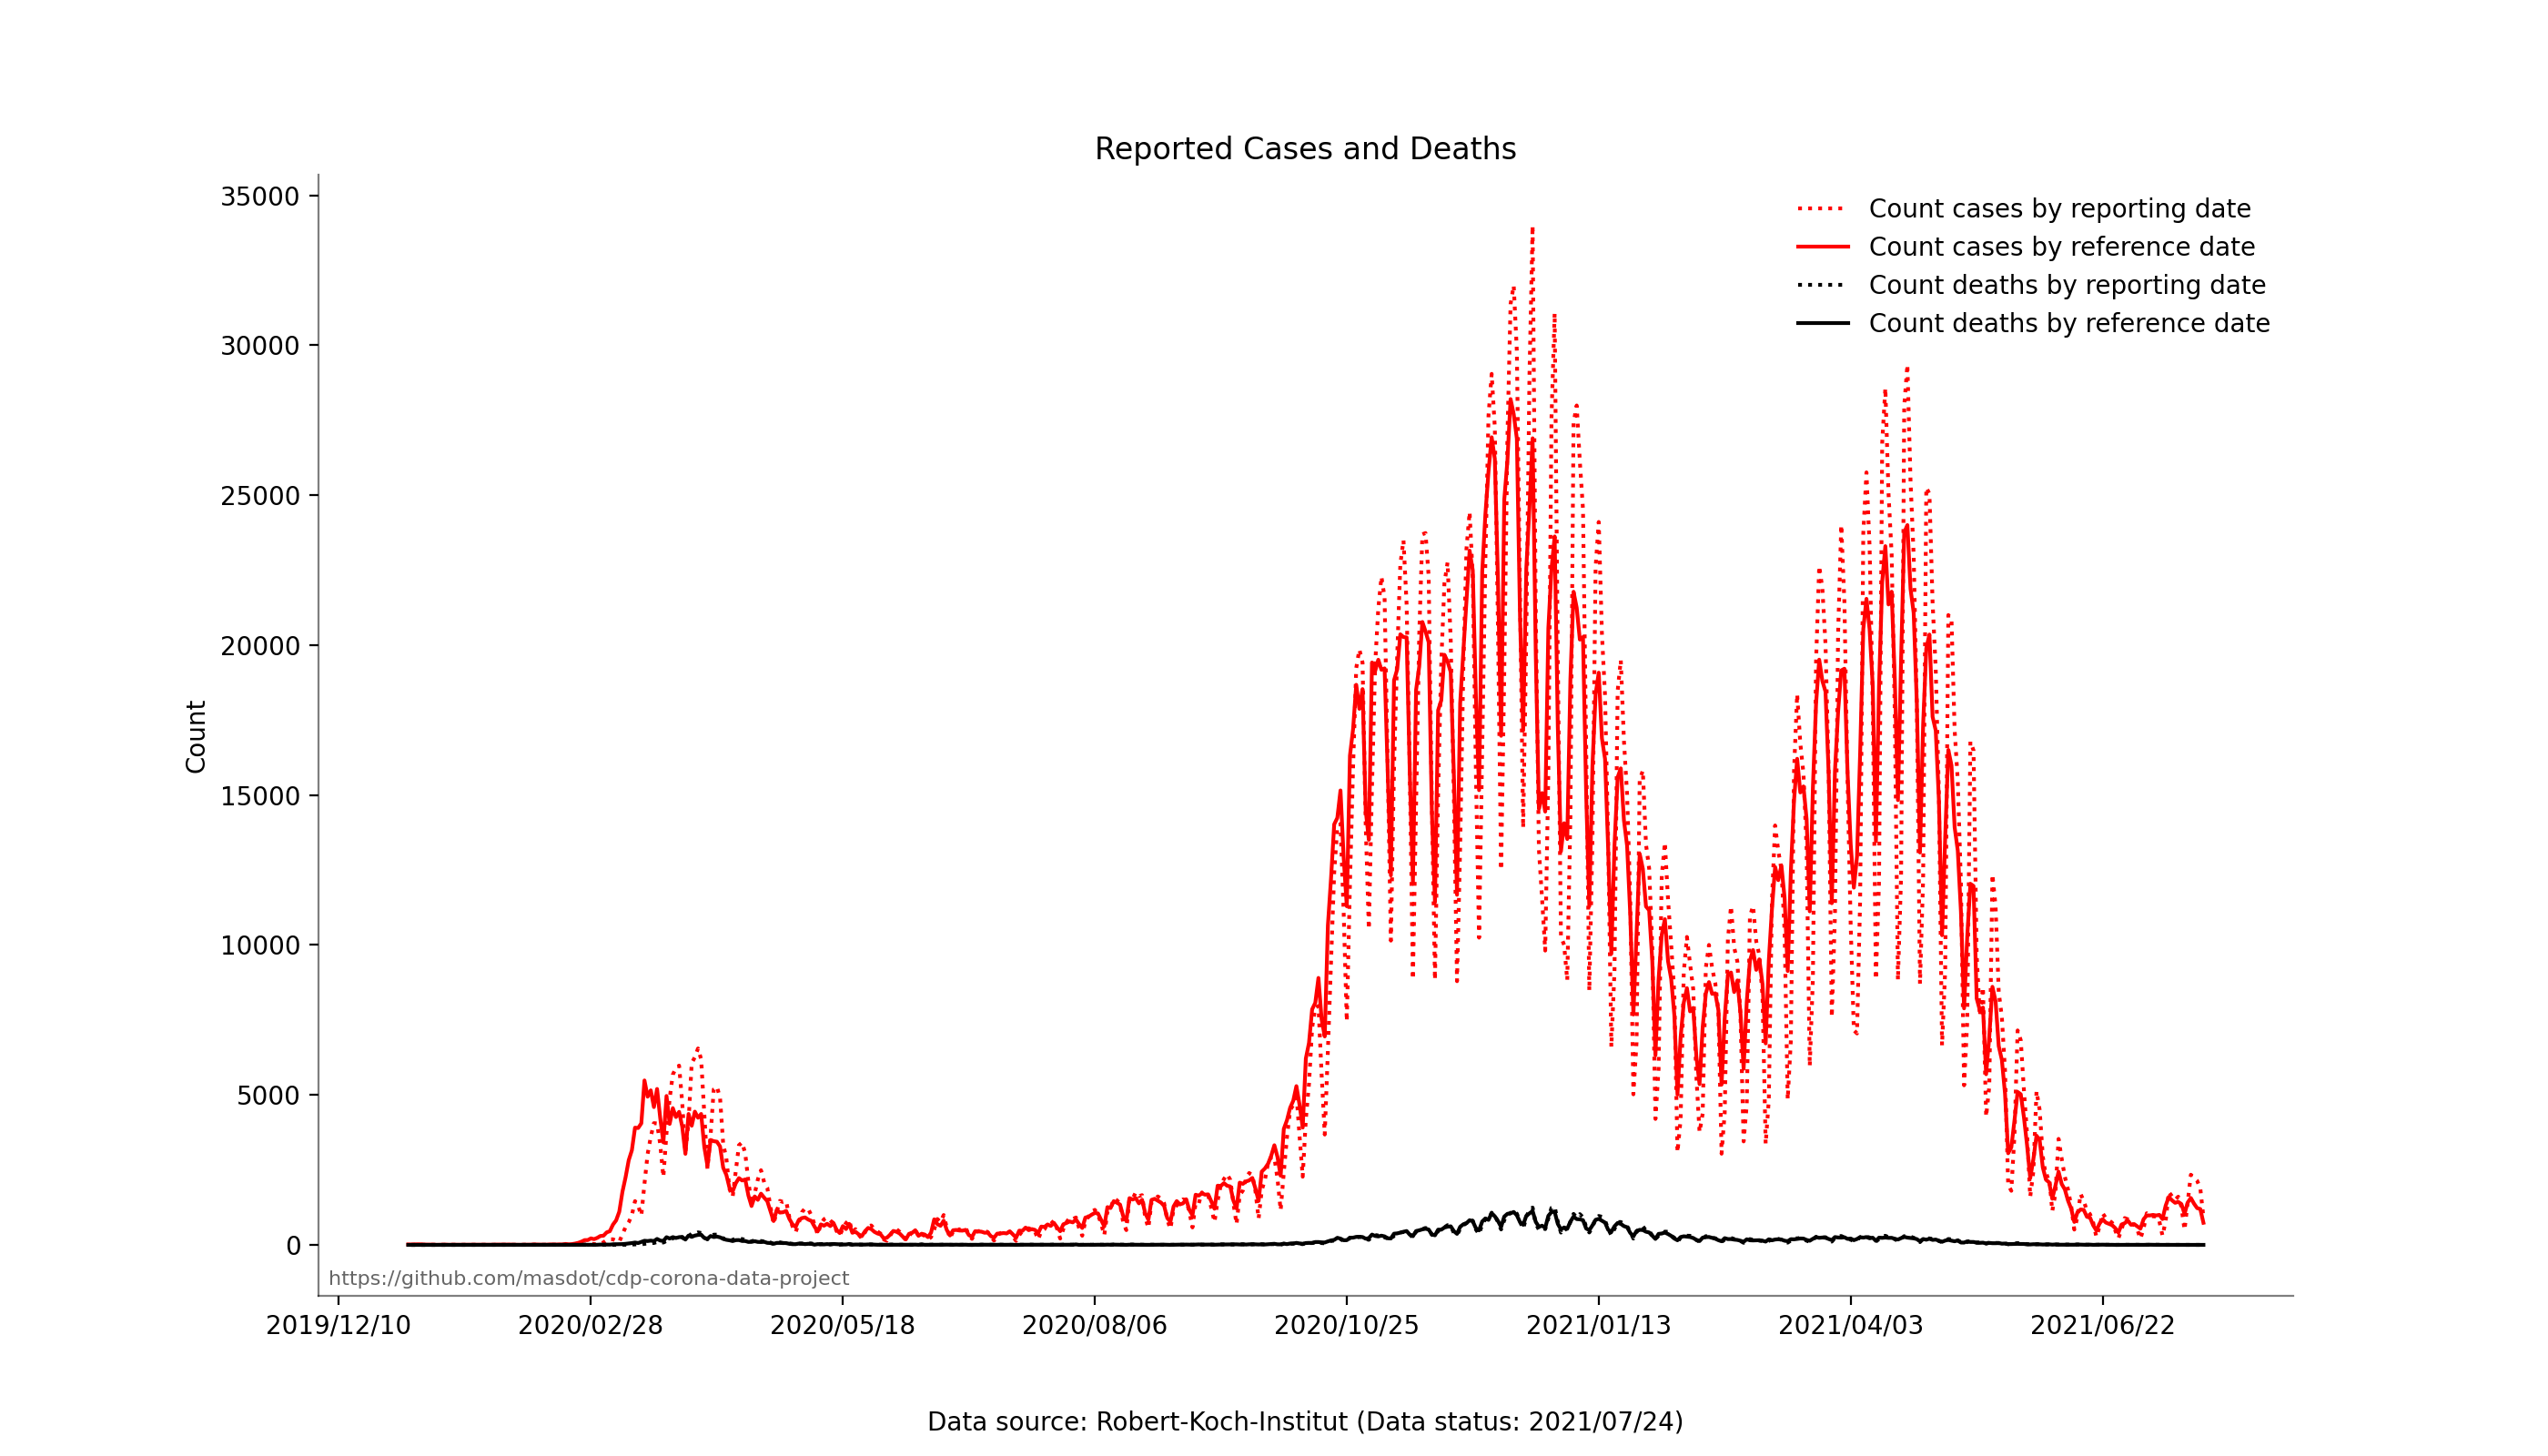 Reported Cases and Deaths
35000
30000
25000
20000
15000
10000
5000
0
Count
Count cases by reporting date
Count cases by reference date
Count deaths by reporting date
Count deaths by reference date
https://github.com/masdot/cdp-corona-data-project
2019/12/10 2020/02/28 2020/05/18 2020/08/06 2020/10/25 2021/01/13 2021/04/03 2021/06/22
Data source: Robert-Koch-Institut (Data status: 2021/07/24)